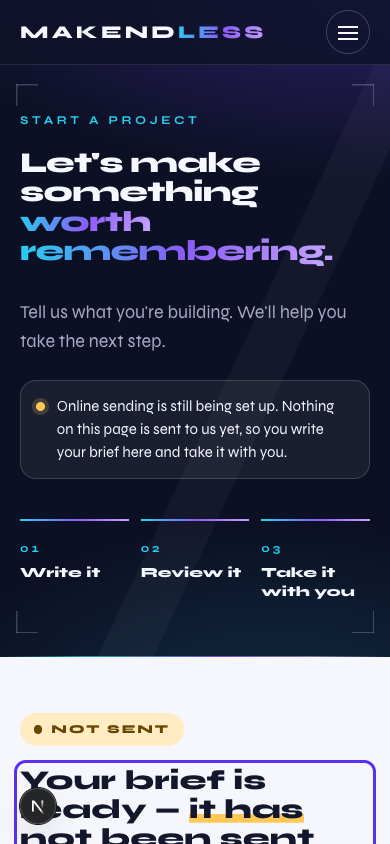 MAKENDLESS
START A PROJECT
Let's make
something
worth
remembering.
Tell us what you're building. We'll help you
take the next step.
Online sending is still being set up. Nothing
on this page is sent to us yet, so you write
your brief here and take it with you.
01
Write it
02
Review it
03
Take it
with you
NOT SENT
Your brief is
ready — it has
not been sent
N